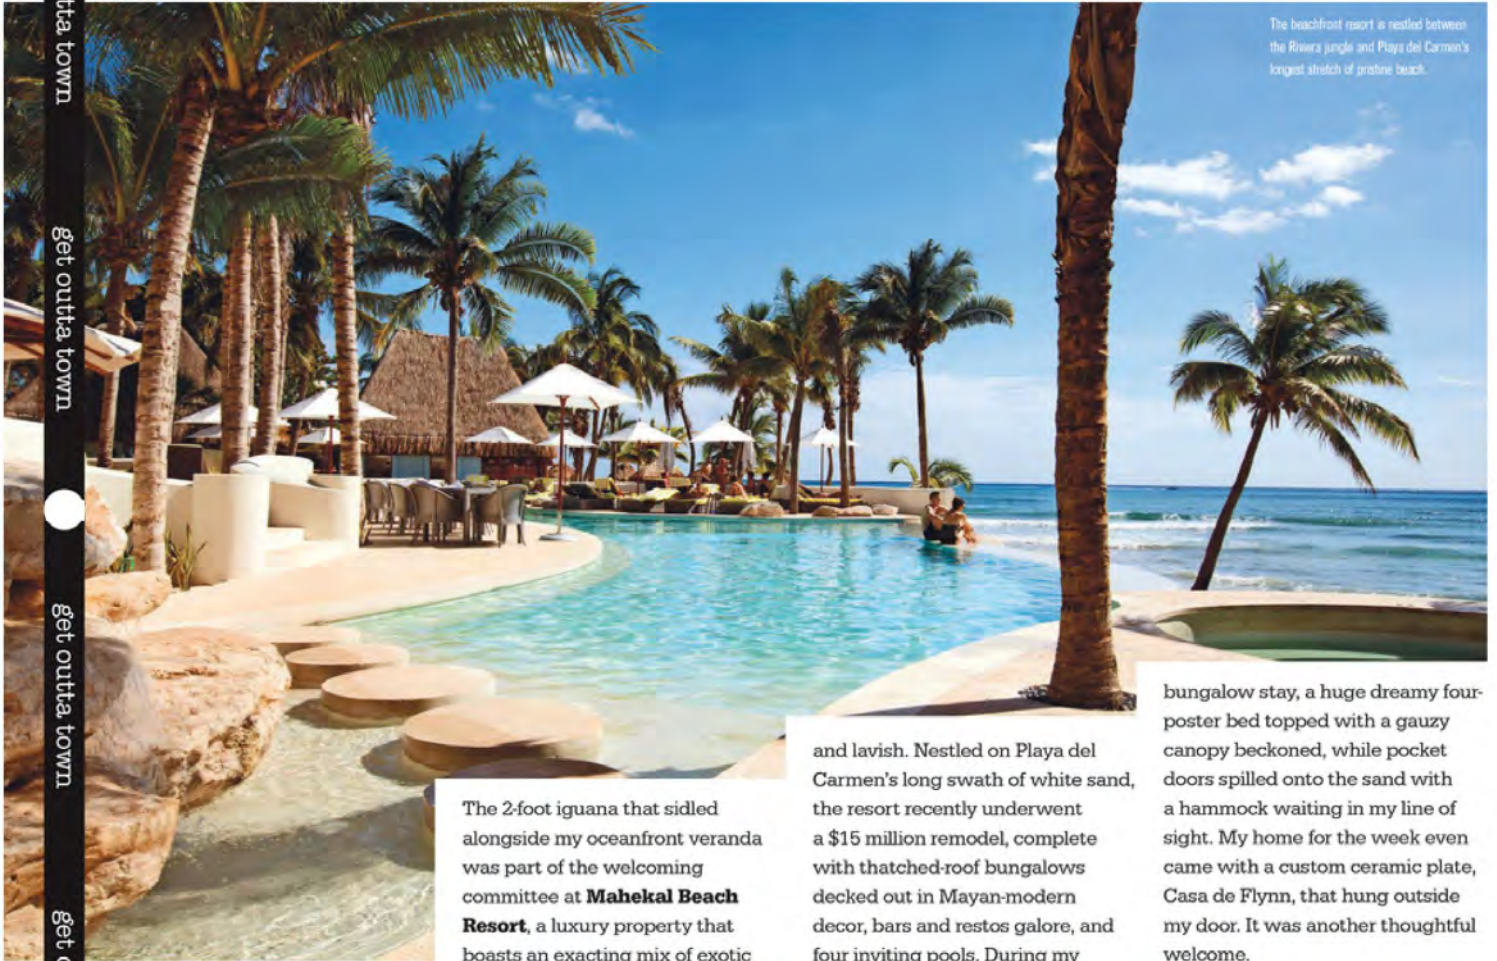 The beachfront resort is nestled between
the Riviera jungle and Playa del Carmen's
longest stretch of pristine beach.
tta town
get outta town
get outta town
get
The 2-foot iguana that sidled
alongside my oceanfront veranda
was part of the welcoming
committee at Mahekal Beach
Resort, a luxury property that
boasts an exacting mix of exotic
and lavish. Nestled on Playa del
Carmen's long swath of white sand,
the resort recently underwent
a $15 million remodel, complete
with thatched-roof bungalows
decked out in Mayan-modern
decor, bars and restos galore, and
four inviting pools. During my
bungalow stay, a huge dreamy four-
poster bed topped with a gauzy
canopy beckoned, while pocket
doors spilled onto the sand with
a hammock waiting in my line of
sight. My home for the week even
came with a custom ceramic plate,
Casa de Flynn, that hung outside
my door. It was another thoughtful
welcome.